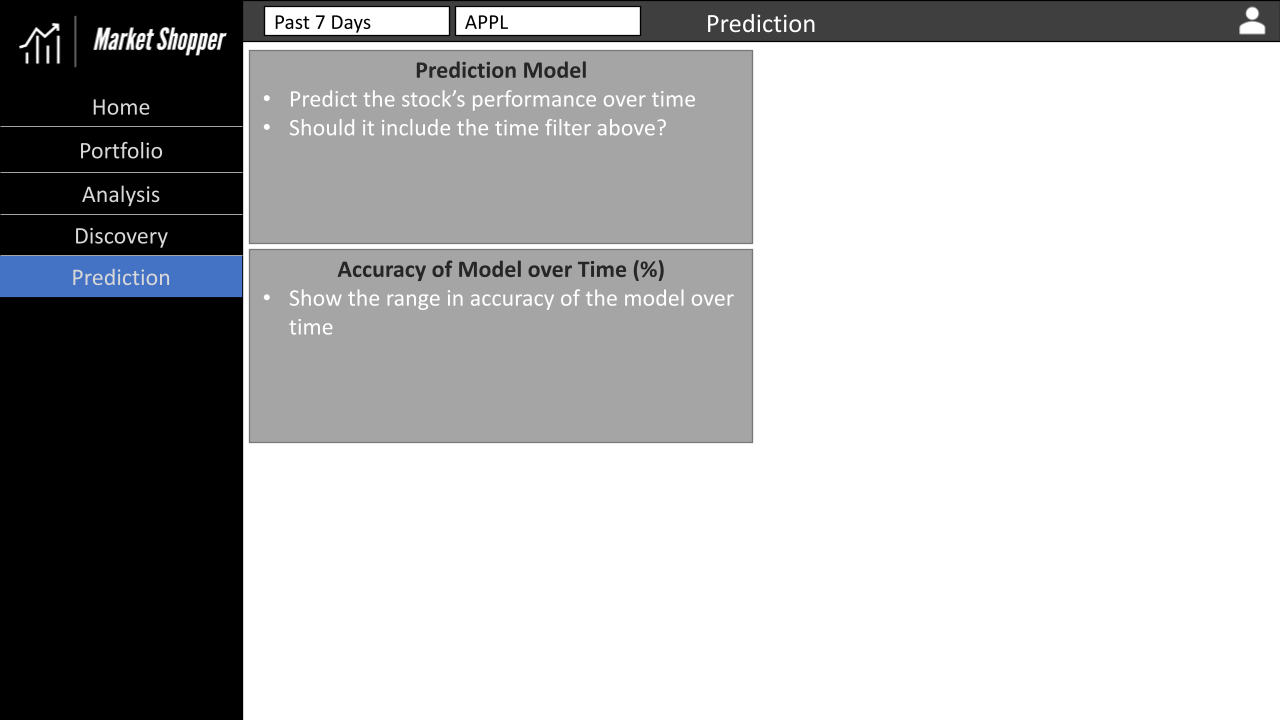 Market Shopper
Past 7 Days
APPL
Prediction
Home
Portfolio
Analysis
Discovery
Prediction
Prediction Model
• Predict the stock’s performance over time
• Should it include the time filter above?
Accuracy of Model over Time (%)
• Show the range in accuracy of the model over
time